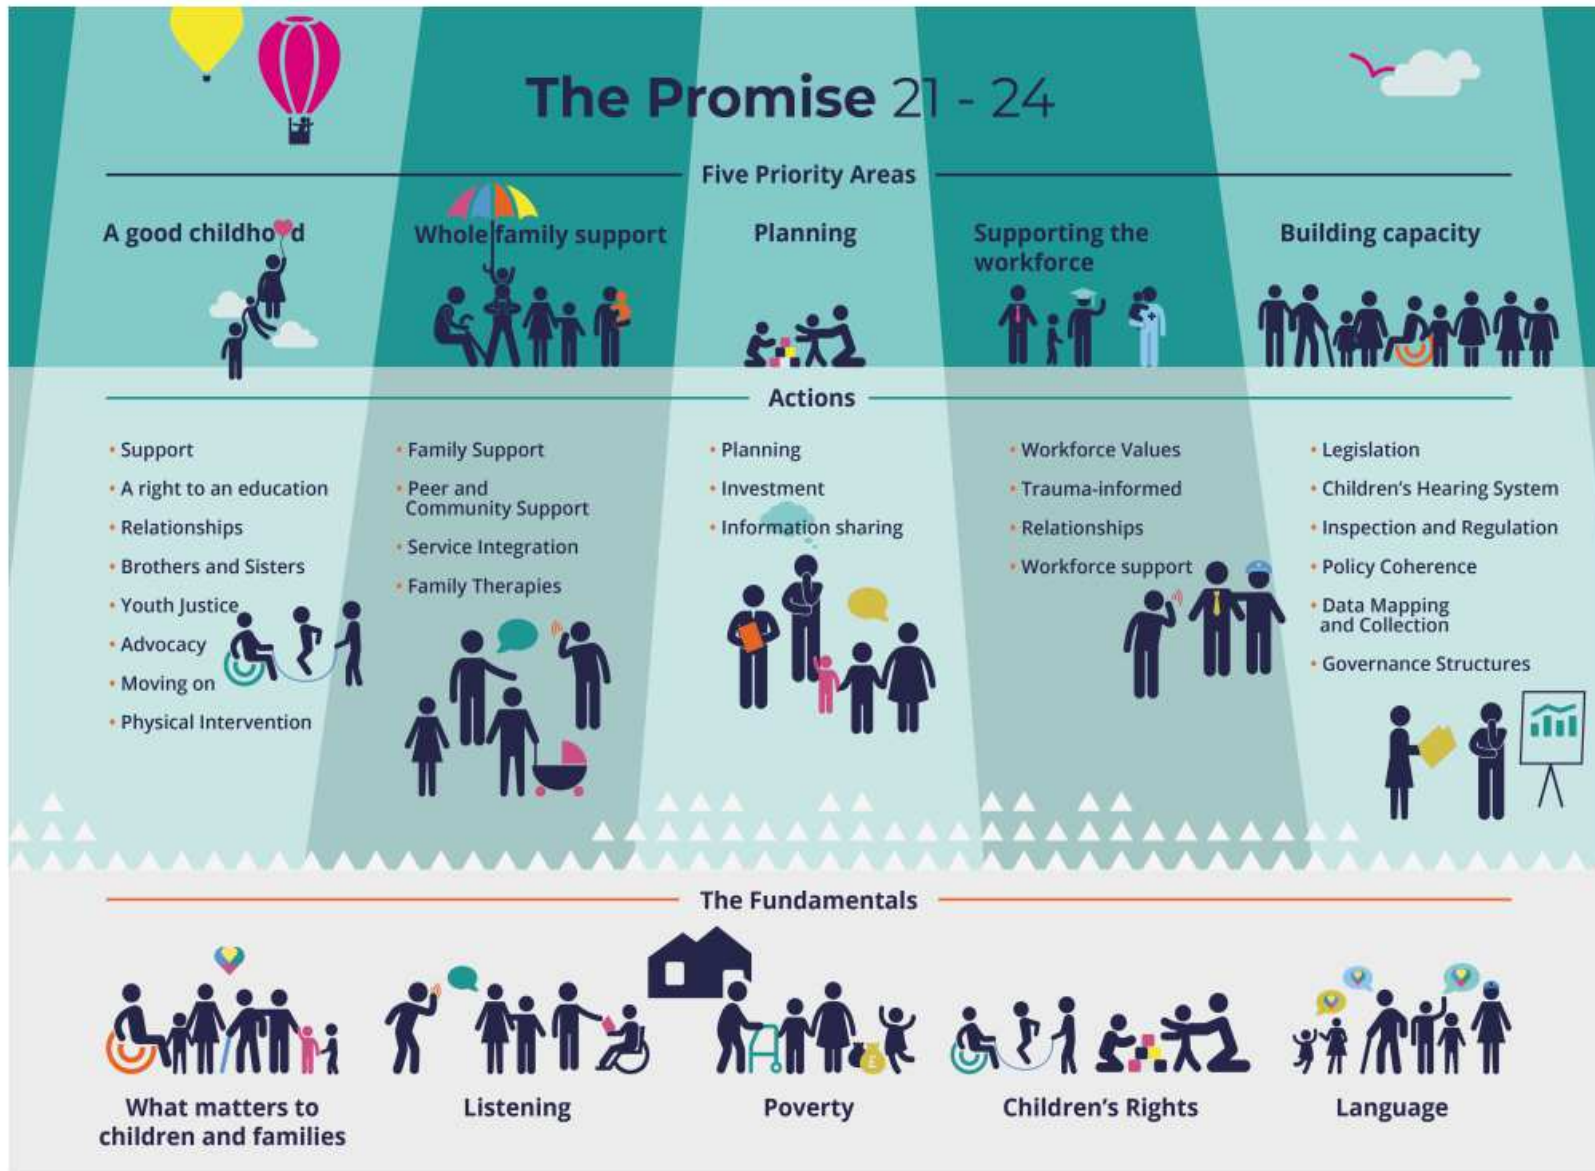 The Promise 21 - 24
Five Priority Areas
A good childhood
Whole family support
Planning
Supporting the
workforce
Building capacity
Actions
• Support
• A right to an education
• Relationships
• Brothers and Sisters
• Youth Justice
• Advocacy
• Moving on
• Physical Intervention
• Family Support
• Peer and
Community Support
• Service Integration
• Family Therapies
• Planning
• Investment
• Information sharing
• Workforce Values
• Trauma-informed
• Relationships
• Workforce support
• Legislation
• Children's Hearing System
• Inspection and Regulation
• Policy Coherence
• Data Mapping
and Collection
• Governance Structures
The Fundamentals
£
What matters to
children and families
Listening
Poverty
Children's Rights
Language